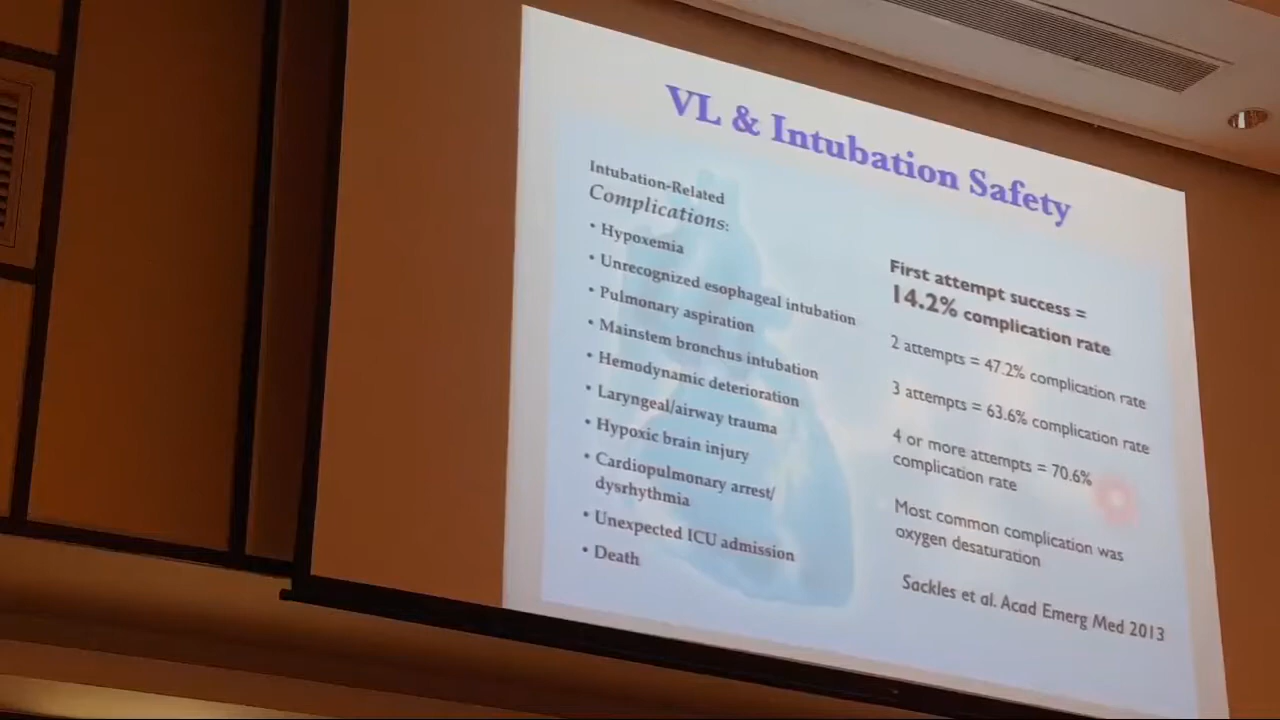 VL & Intubation Safety
Intubation-Related
Complications:
• Hypoxemia
• Unrecognized esophageal intubation
• Pulmonary aspiration
• Mainstem bronchus intubation
• Hemodynamic deterioration
• Laryngeal/airway trauma
• Hypoxic brain injury
• Cardiopulmonary arrest/
dysrhythmia
• Unexpected ICU admission
• Death
First attempt success =
14.2% complication rate
2 attempts = 47.2% complication rate
3 attempts = 63.6% complication rate
4 or more attempts = 70.6%
complication rate
Most common complication was
oxygen desaturation
Sackles et al. Acad Emerg Med 2013